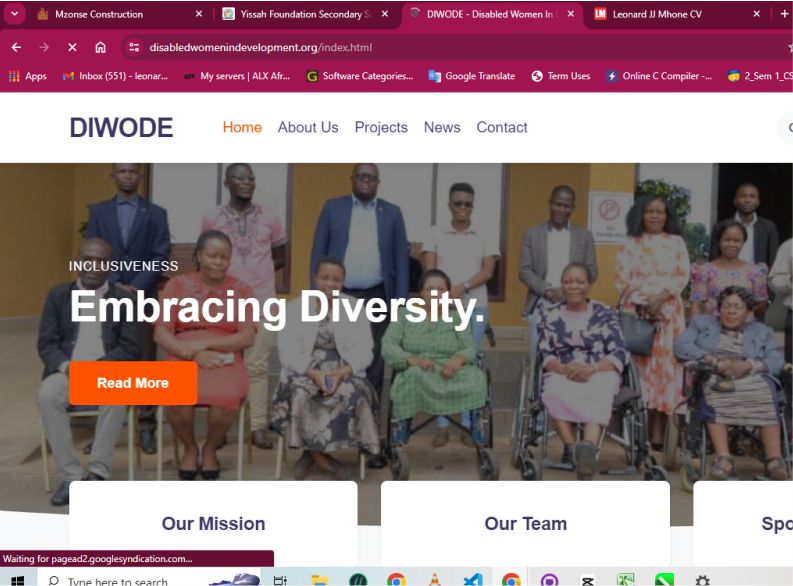 Mzonse Construction
Yissah Foundation Secondary S
DIWODE - Disabled Women In
LM Leonard JJ Mhone CV
disabledwomenindevelopment.org/index.html
Apps
Inbox (551) - leonar...
My servers | ALX Afr...
G Software Categories...
Google Translate
Term Uses
Online C Compiler -...
2_Sem 1_CS
DIWODE
Home About Us Projects News Contact
INCLUSIVENESS
Embracing Diversity.
Read More
Our Mission
Our Team
Spo
Waiting for pagead2.googlesyndication.com...
Type here to search